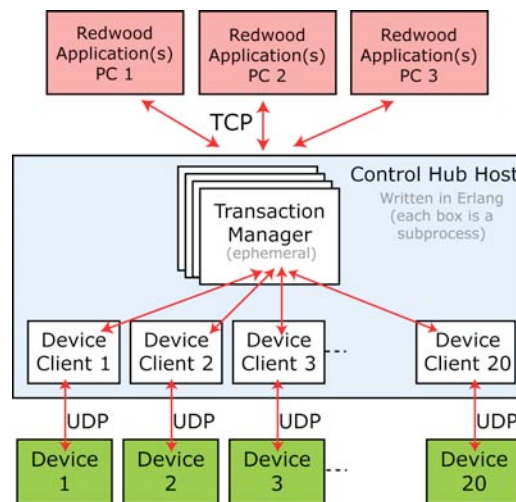 Redwood
Application(s)
PC 1
Redwood
Application(s)
PC 2
Redwood
Application(s)
PC 3
TCP
Control Hub Host
Written in Erlang
(each box is a
subprocess)
Transaction
Manager
(ephemeral)
Device
Client 1
Device
Client 2
Device
Client 3
Device
Client 20
UDP
UDP
UDP
UDP
Device
1
Device
2
Device
3
Device
20